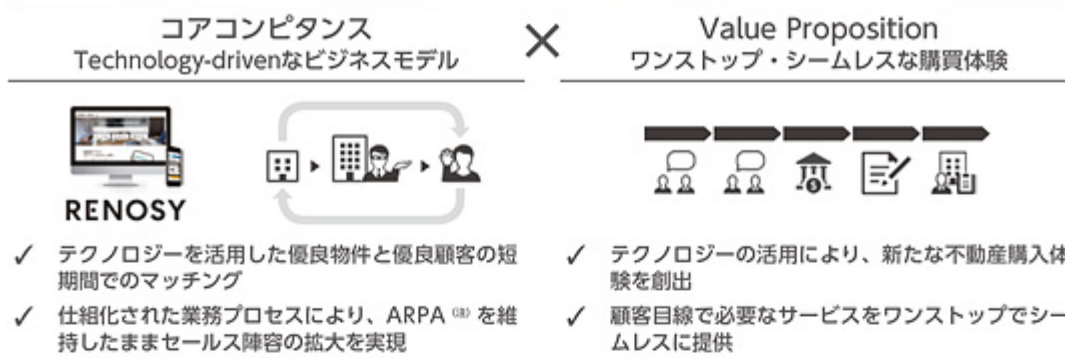 コアコンピタンス
Technology-drivenなビジネスモデル
×
Value Proposition
ワンストップ・シームレスな購買体験
RENOSY
✓ テクノロジーを活用した優良物件と優良顧客の短
期間でのマッチング
✓ 仕組化された業務プロセスにより、ARPA (注) を維
持したままセールス陣容の拡大を実現
✓ テクノロジーの活用により、新たな不動産購入体
験を創出
✓ 顧客目線で必要なサービスをワンストップでシー
ムレスに提供